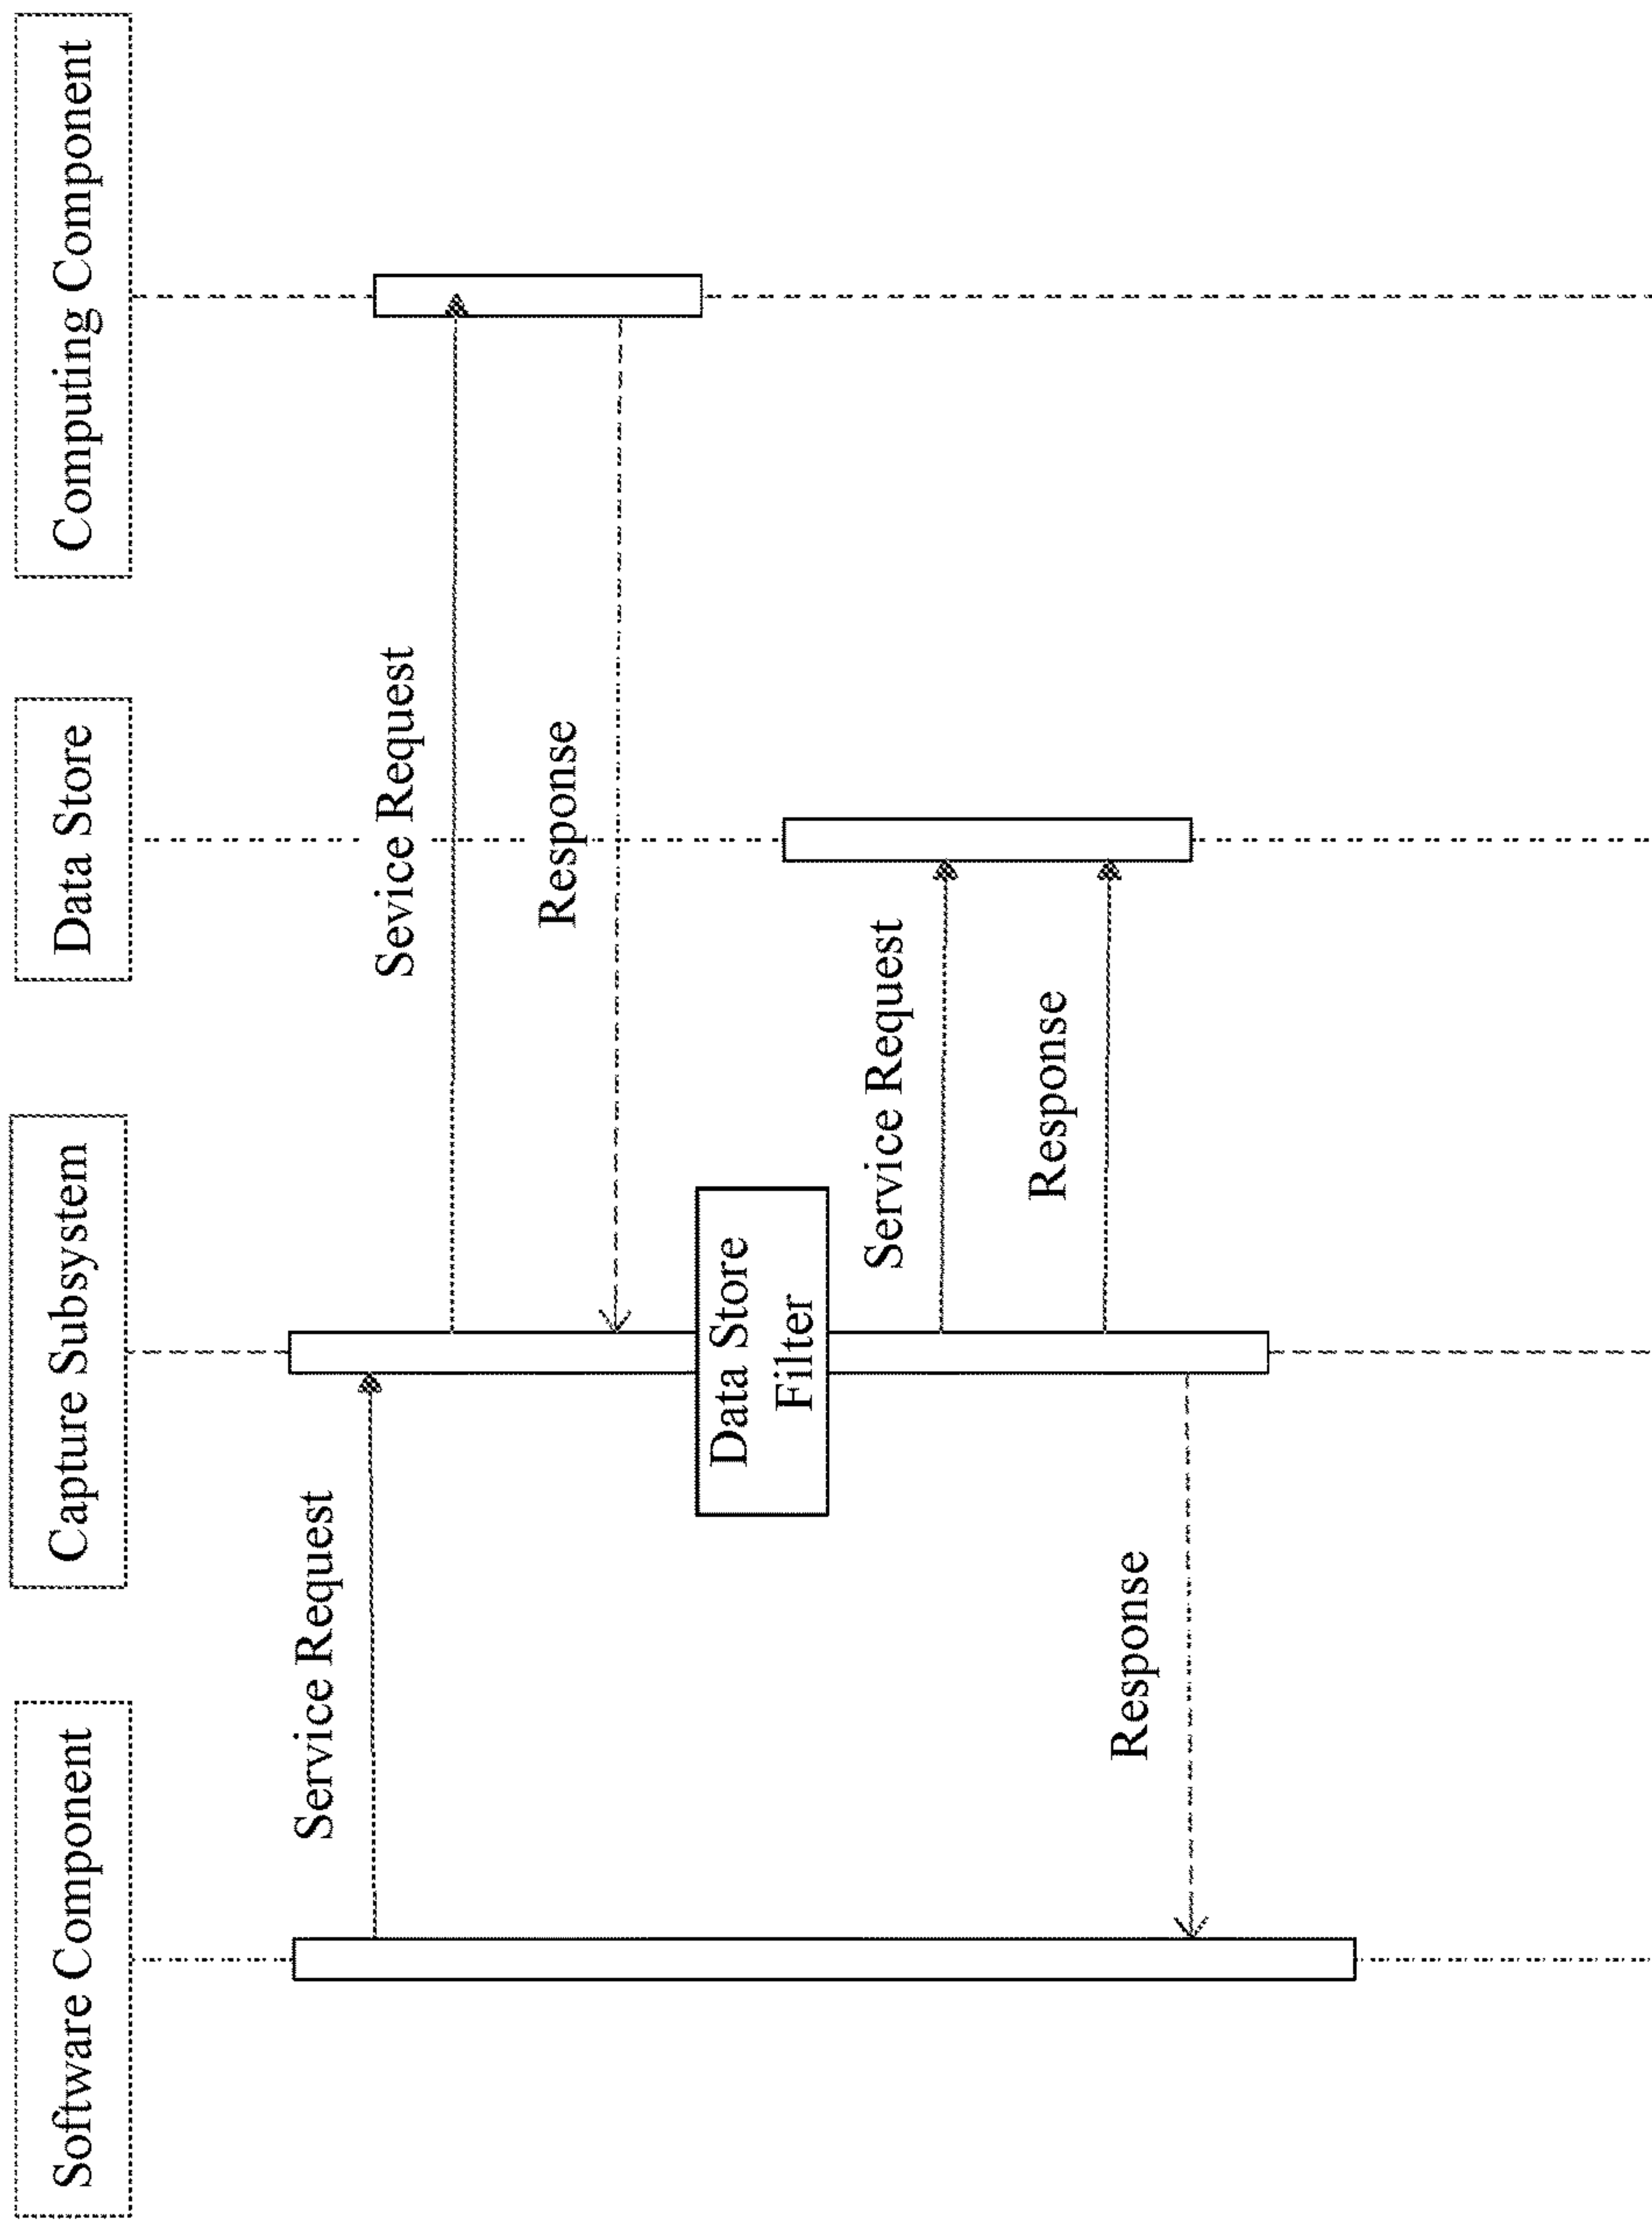 Software Component
Capture Subsystem
Data Store
Computing Component
Service Request
Sevice Request
Response
Data Store
Filter
Service Request
Response
Response